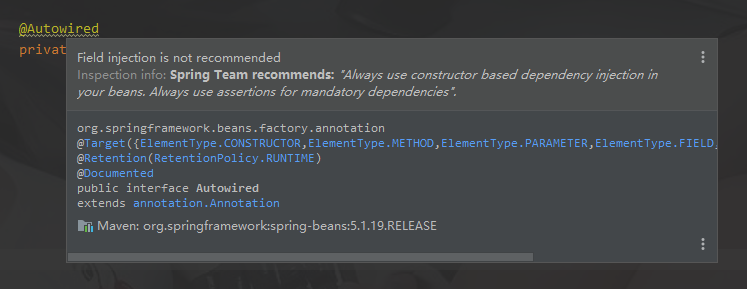 @Autowired
privat
Field injection is not recommended
Inspection info: Spring Team recommends: "Always use constructor based dependency injection in
your beans. Always use assertions for mandatory dependencies".
org.springframework.beans.factory.annotation
@Target({ElementType.CONSTRUCTOR,ElementType.METHOD,ElementType.PARAMETER,ElementType.FIELD,
@Retention(RetentionPolicy.RUNTIME)
@Documented
public interface Autowired
extends annotation.Annotation
Maven: org.springframework:spring-beans:5.1.19.RELEASE